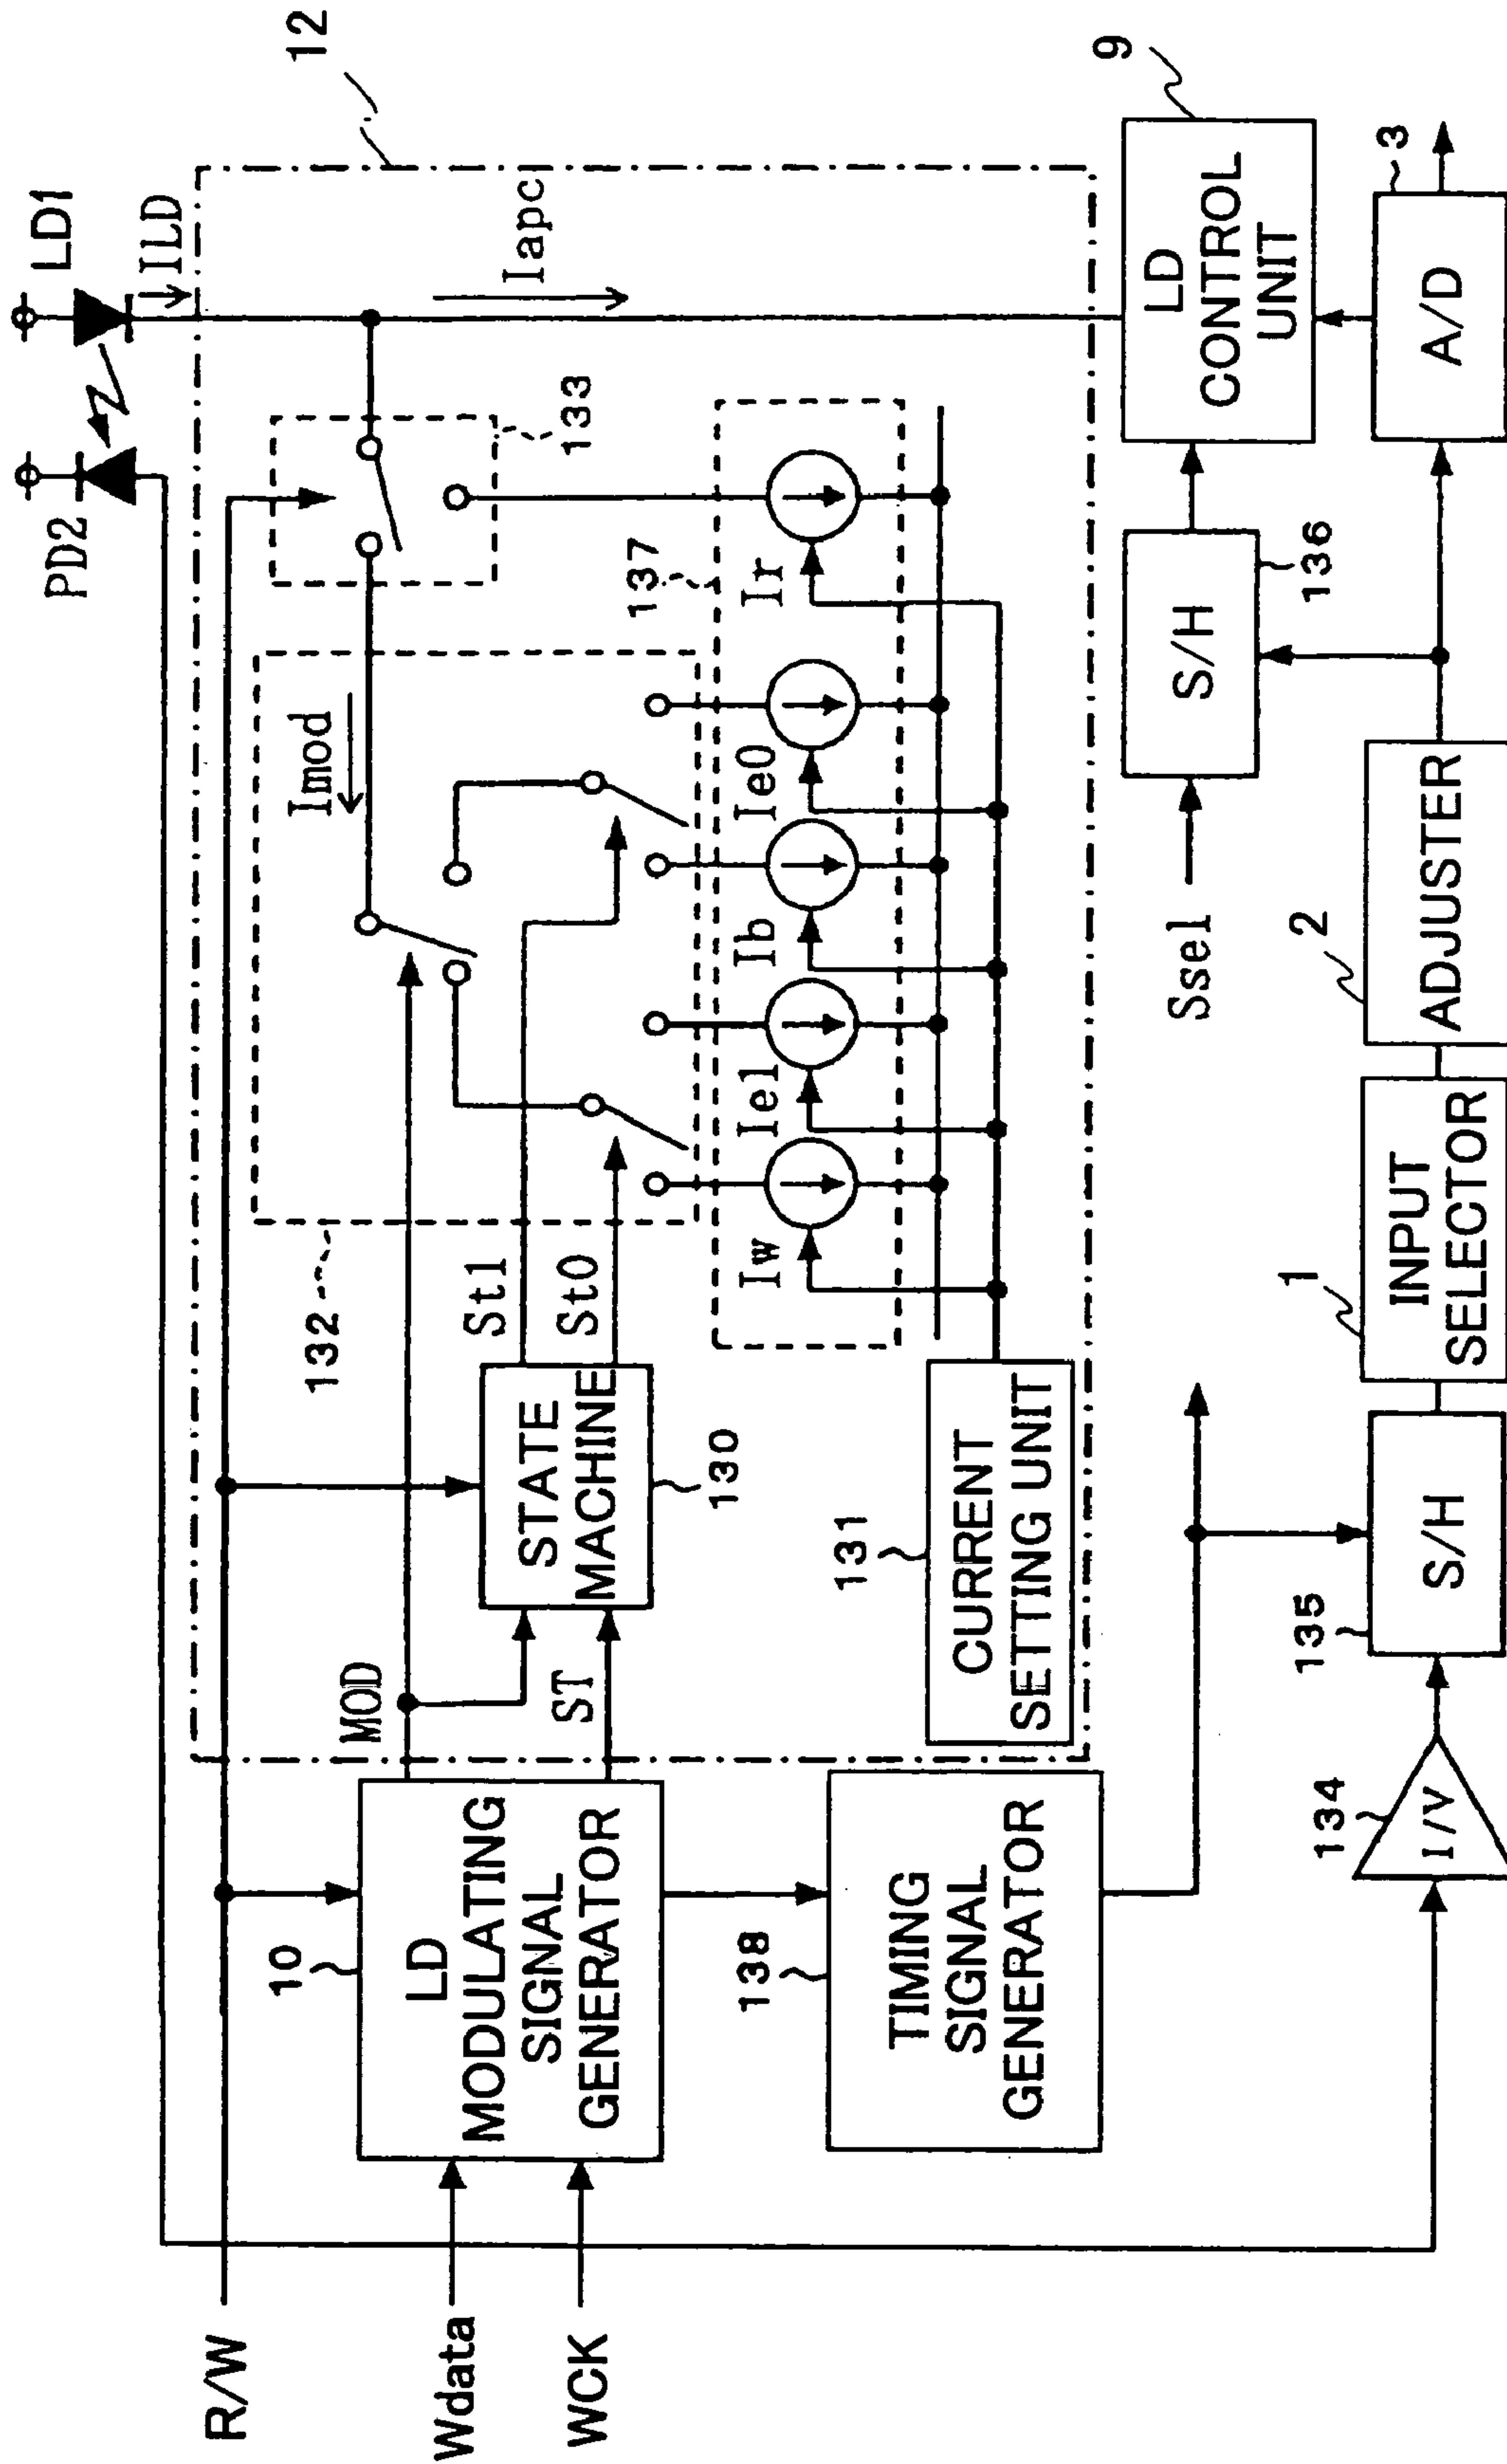 PD2
LD1
ILD
12
R/W
Wdata
WCK
10
LD
MODULATING
SIGNAL
GENERATOR
MOD
ST
STATE
MACHINE
130
St1
St0
132
Imod
133
Iapc
137
Iw
Ie1
Ib
Ie0
Ir
131
CURRENT
SETTING UNIT
138
TIMING
SIGNAL
GENERATOR
Ssel
S/H
136
LD
CONTROL
UNIT
9
134
I/V
135
S/H
1
INPUT
SELECTOR
2
ADJUSTER
A/D
3